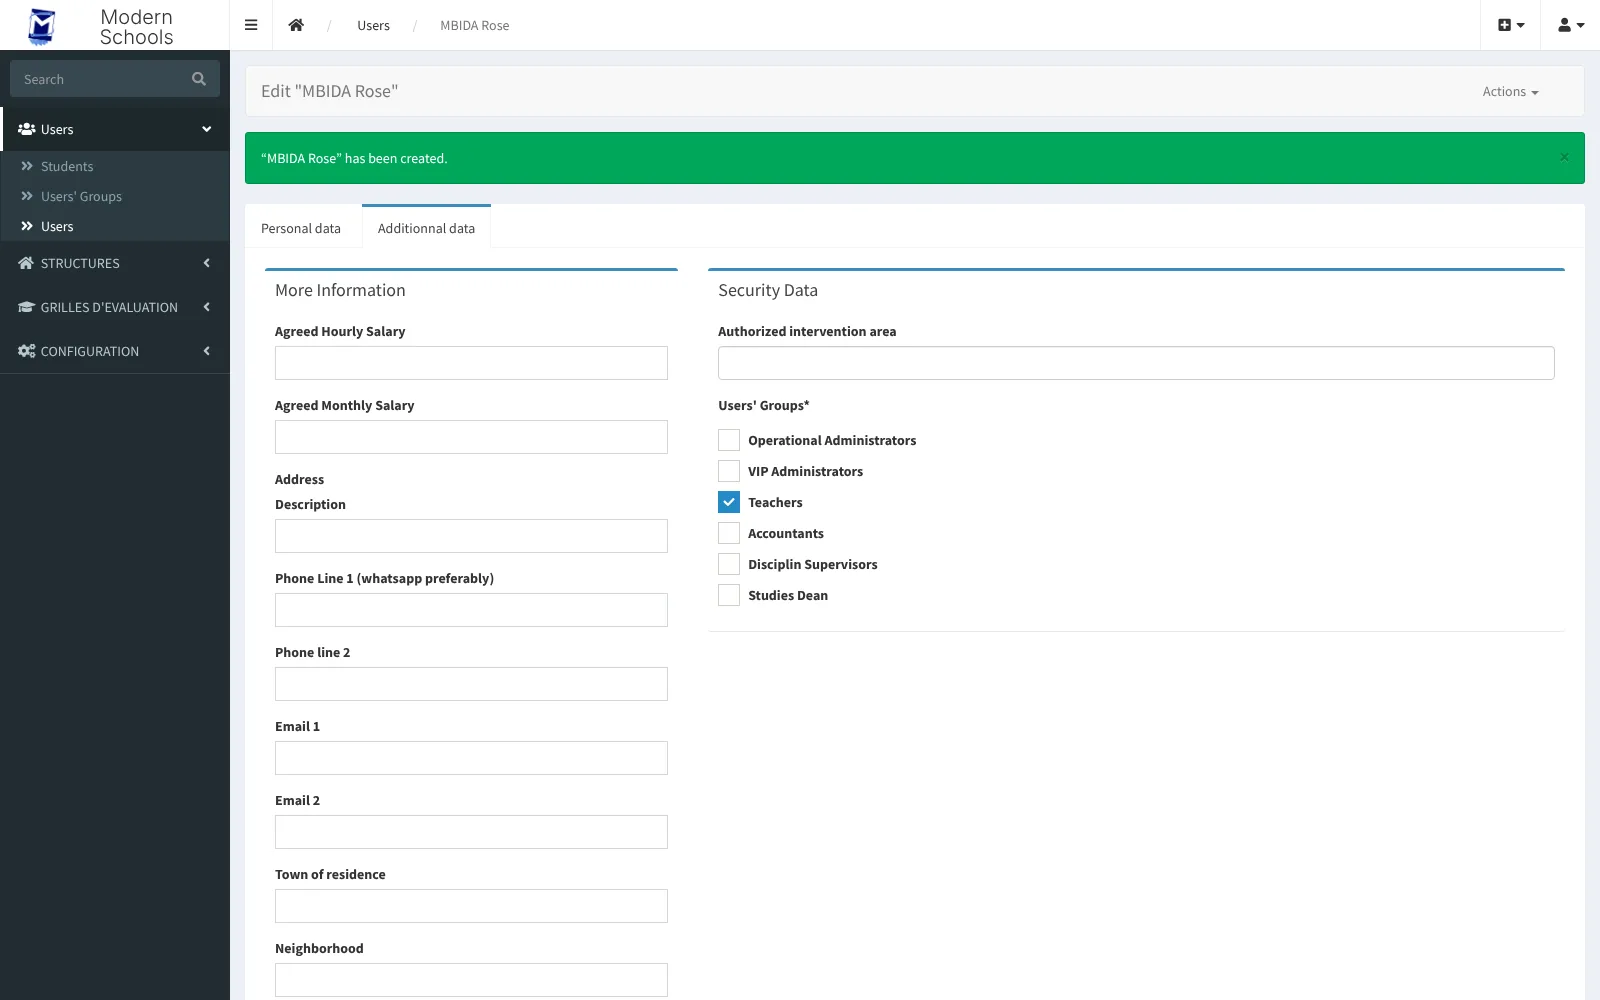 Modern
Schools
/
Users
/
MBIDA Rose
Search
Users
Students
Users' Groups
Users
STRUCTURES
GRILLES D'EVALUATION
CONFIGURATION
Edit "MBIDA Rose"
Actions
“MBIDA Rose” has been created.
×
Personal data
Additionnal data
More Information
Agreed Hourly Salary
Agreed Monthly Salary
Address
Description
Phone Line 1 (whatsapp preferably)
Phone line 2
Email 1
Email 2
Town of residence
Neighborhood
Security Data
Authorized intervention area
Users' Groups*
Operational Administrators
VIP Administrators
Teachers
Accountants
Disciplin Supervisors
Studies Dean